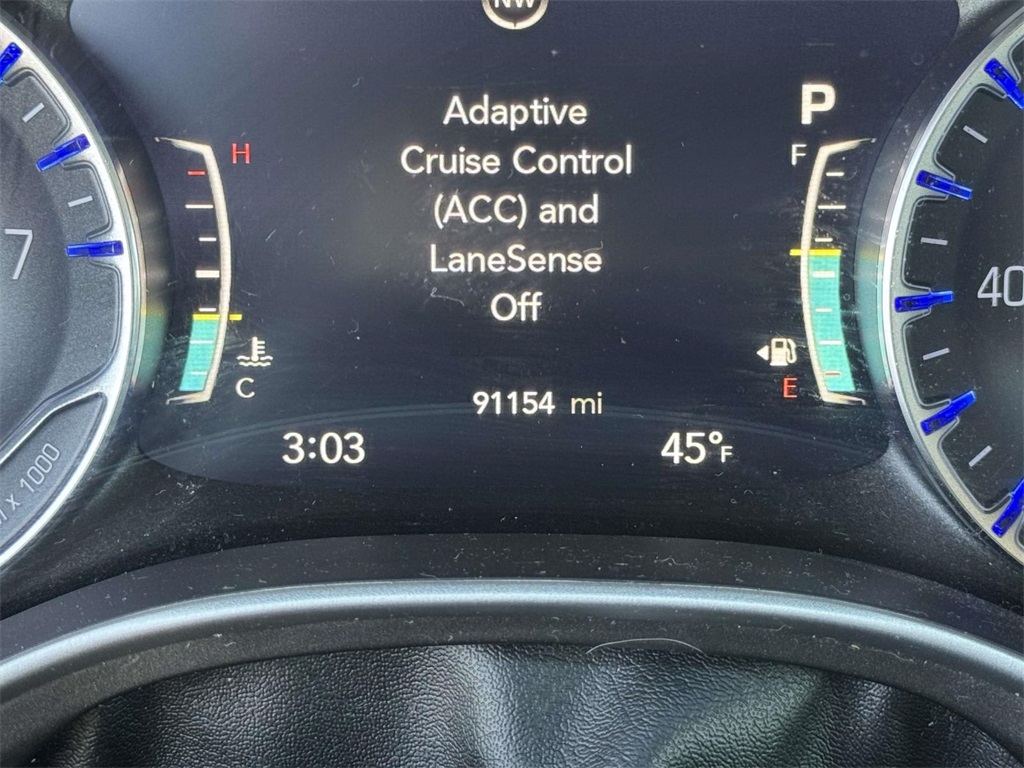 NW
Adaptive
Cruise Control
(ACC) and
LaneSense
Off
P
H
F
C
E
7
40
91154 mi
3:03
45°F
x 1000